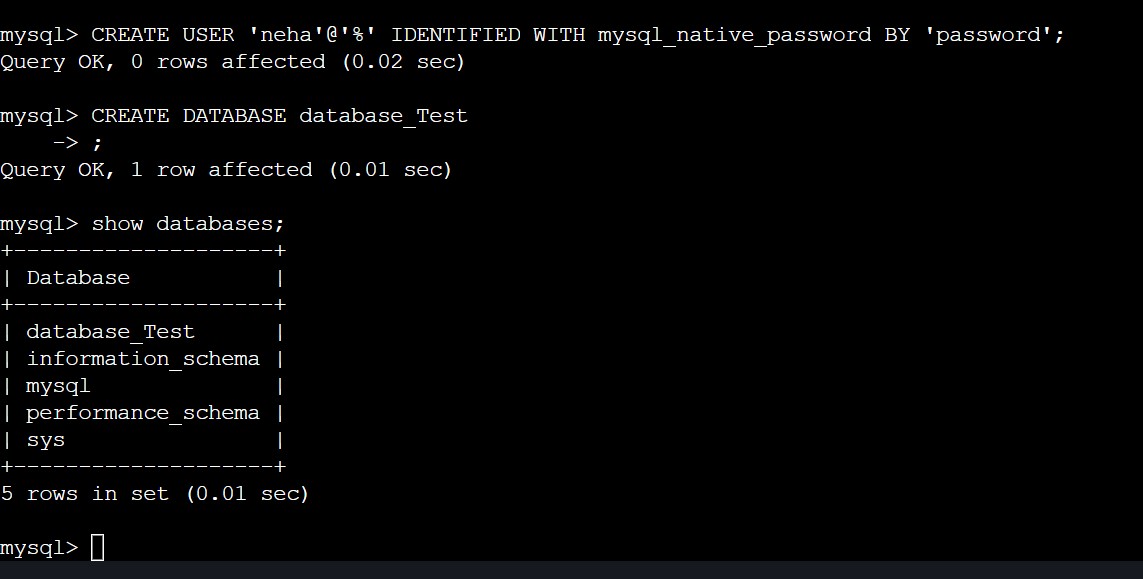 mysql> CREATE USER 'neha'@'%' IDENTIFIED WITH mysql_native_password BY 'password';
Query OK, 0 rows affected (0.02 sec)

mysql> CREATE DATABASE database_Test
    -> ;
Query OK, 1 row affected (0.01 sec)

mysql> show databases;
+--------------------+
| Database           |
+--------------------+
| database_Test      |
| information_schema |
| mysql              |
| performance_schema |
| sys                |
+--------------------+
5 rows in set (0.01 sec)

mysql>